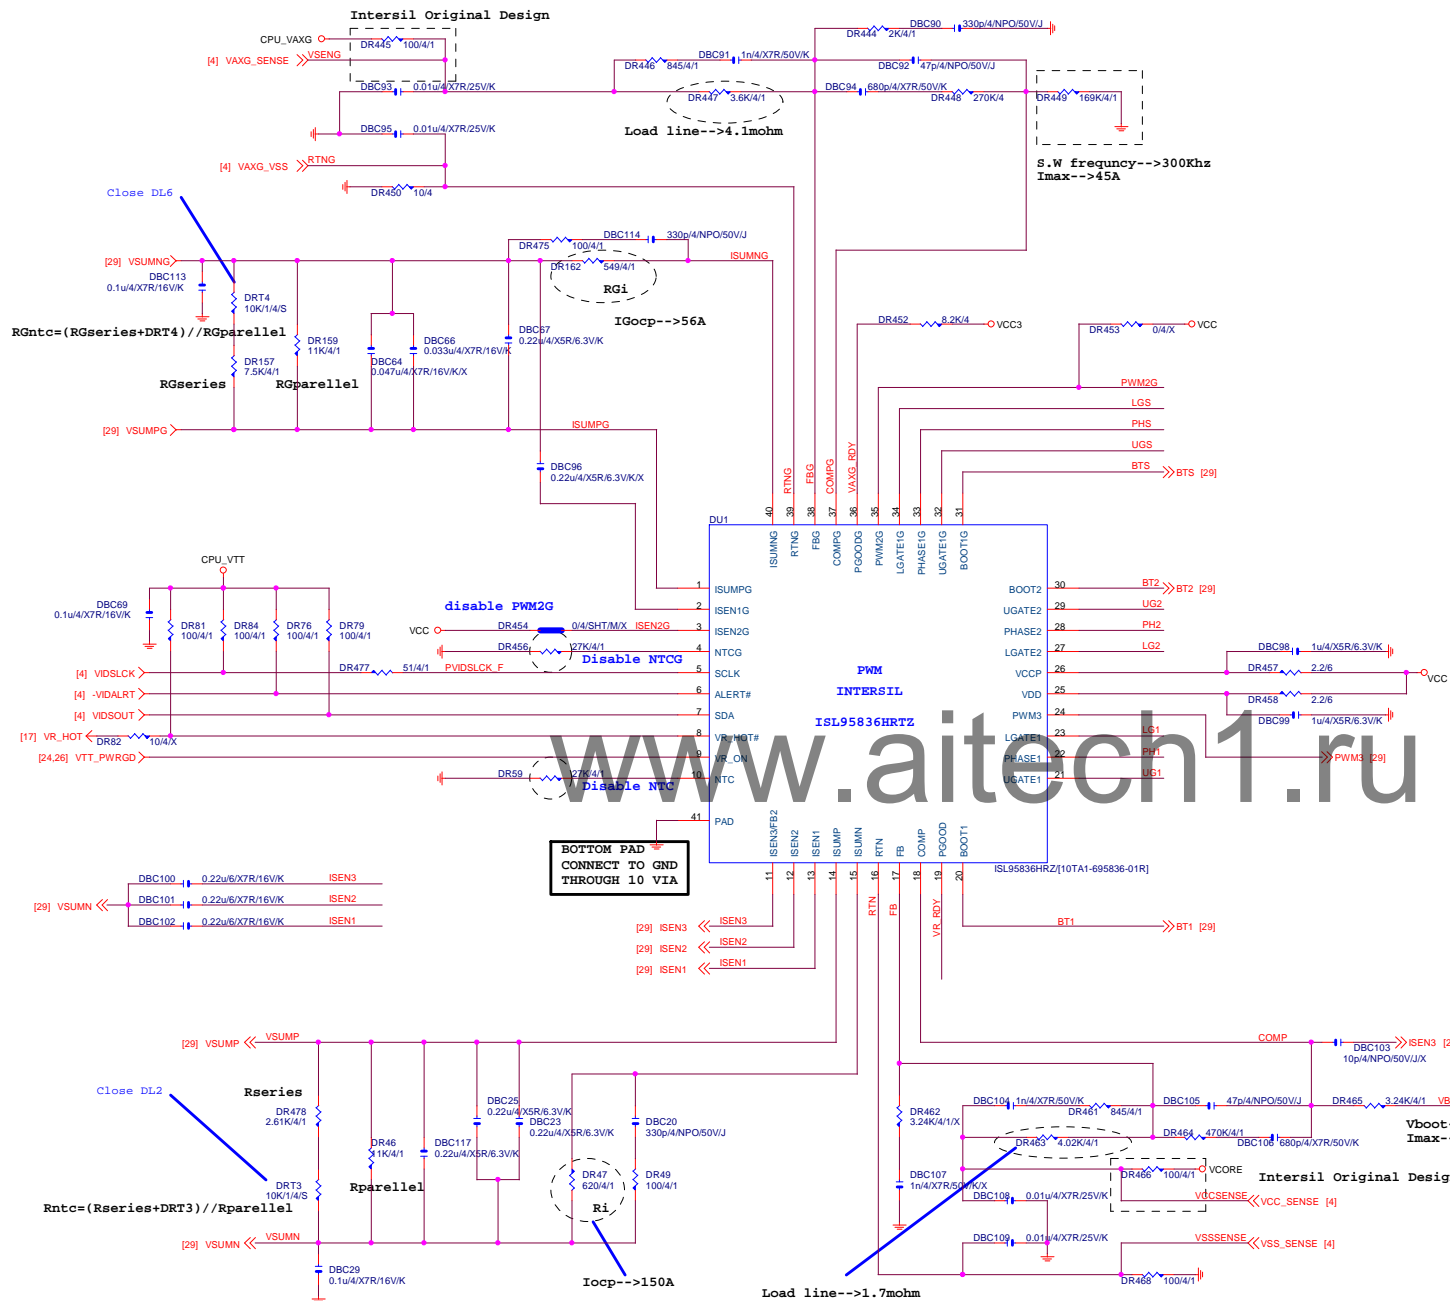 Intersil Original Design
CPU_VAXG
DR445 100/4/1
[4] VAXG_SENSE
VSENG
DBC93 0.01u/4/X7R/25V/K
DBC95 0.01u/4/X7R/25V/K
[4] VAXG_VSS
RTNG
DR450 10/4
DR446 845/4/1
DBC91 1n/4/X7R/50V/K
DR447 3.6K/4/1
Load line-->4.1mohm
DR444 2K/4/1
DBC90 330p/4/NPO/50V/J
DBC92 47p/4/NPO/50V/J
DBC94 680p/4/X7R/50V/K
DR448 270K/4
DR449 169K/4/1
S.W frequncy-->300Khz
Imax-->45A
Close DL6
[29] VSUMNG
DBC113
0.1u/4/X7R/16V/K
DRT4
10K/1/4/S
RGntc=(RGseries+DRT4)//RGparellel
DR157
7.5K/4/1
RGseries
DR159
11K/4/1
RGparellel
DBC66
0.033u/4/X7R/16V/K
DBC64
0.047u/4/X7R/16V/K/X
DBC67
0.22u/4/X5R/6.3V/K
DR475 100/4/1
DBC114 330p/4/NPO/50V/J
DR162 549/4/1
RGi
IGocp-->56A
ISUMNG
[29] VSUMPG
ISUMPG
DBC96
0.22u/4/X5R/6.3V/K/X
DR452 8.2K/4
VCC3
DR453 0/4/X
VCC
PWM2G
LGS
PHS
UGS
BTS
BTS [29]
RTNG
FBG
COMPG
VAXG_RDY
DU1
40 39 38 37 36 35 34 33 32 31
ISUMNG
RTNG
FBG
COMPG
PGOODG
PWM2G
LGATE1G
PHASE1G
UGATE1G
BOOT1G
CPU_VTT
DBC69
0.1u/4/X7R/16V/K
DR81
100/4/1
DR84
100/4/1
DR76
100/4/1
DR79
100/4/1
disable PWM2G
VCC
DR454 0/4/SHT/M/X
ISEN2G
DR456 27K/4/1
Disable NTCG
[4] VIDSLCK
DR477 51/4/1
PVIDSLCK_F
[4] -VIDALRT
[4] VIDSOUT
[17] VR_HOT
DR82 10/4/X
[24,26] VTT_PWRGD
DR59 27K/4/1
Disable NTC
1 ISUMPG
2 ISEN1G
3 ISEN2G
4 NTCG
5 SCLK
6 ALERT#
7 SDA
8 VR_HOT#
9 VR_ON
10 NTC
41 PAD
PWM
INTERSIL
ISL95836HRTZ
BOOT2 30
UGATE2 29
PHASE2 28
LGATE2 27
VCCP 26
VDD 25
PWM3 24
LGATE1 23
PHASE1 22
UGATE1 21
BT2
BT2 [29]
UG2
PH2
LG2
DBC98 1u/4/X5R/6.3V/K
DR457 2.2/6
VCC
DR458 2.2/6
DBC99 1u/4/X5R/6.3V/K
LG1
PH1
UG1
PWM3 [29]
www.aitech1.ru
BOTTOM PAD
CONNECT TO GND
THROUGH 10 VIA
ISEN3/FB2
ISEN2
ISEN1
ISUMP
ISUMN
RTN
FB
COMP
PGOOD
BOOT1
11 12 13 14 15 16 17 18 19 20
ISL95836HRZ/[10TA1-695836-01R]
RTN
FB
VR_RDY
BT1
BT1 [29]
DBC100 0.22u/6/X7R/16V/K
ISEN3
[29] VSUMN
DBC101 0.22u/6/X7R/16V/K
ISEN2
DBC102 0.22u/6/X7R/16V/K
ISEN1
[29] ISEN3
ISEN3
[29] ISEN2
ISEN2
[29] ISEN1
ISEN1
[29] VSUMP
VSUMP
Close DL2
Rseries
DR478
2.61K/4/1
DRT3
10K/1/4/S
Rntc=(Rseries+DRT3)//Rparellel
DR46
11K/4/1
Rparellel
DBC117
0.22u/4/X5R/6.3V/K
DBC25
0.22u/4/X5R/6.3V/K
DBC23
0.22u/4/X5R/6.3V/K
DBC20
330p/4/NPO/50V/J
DR47
620/4/1
Ri
DR49
100/4/1
[29] VSUMN
VSUMN
DBC29
0.1u/4/X7R/16V/K
Iocp-->150A
COMP
DBC103
10p/4/NPO/50V/J/X
ISEN3
DR462
3.24K/4/1/X
DBC104 1n/4/X7R/50V/K
DR461 845/4/1
DBC105 47p/4/NPO/50V/J
DR465 3.24K/4/1
DR463 4.02K/4/1
DR464 470K/4/1
DBC106 680p/4/X7R/50V/K
Vboot-
Imax-
DBC107
1n/4/X7R/50V/K/X
DR466 100/4/1
VCORE
Intersil Original Desig
DBC108 0.01u/4/X7R/25V/K
VCCSENSE
VCC_SENSE [4]
DBC109 0.01u/4/X7R/25V/K
VSSSENSE
VSS_SENSE [4]
DR468 100/4/1
Load line-->1.7mohm